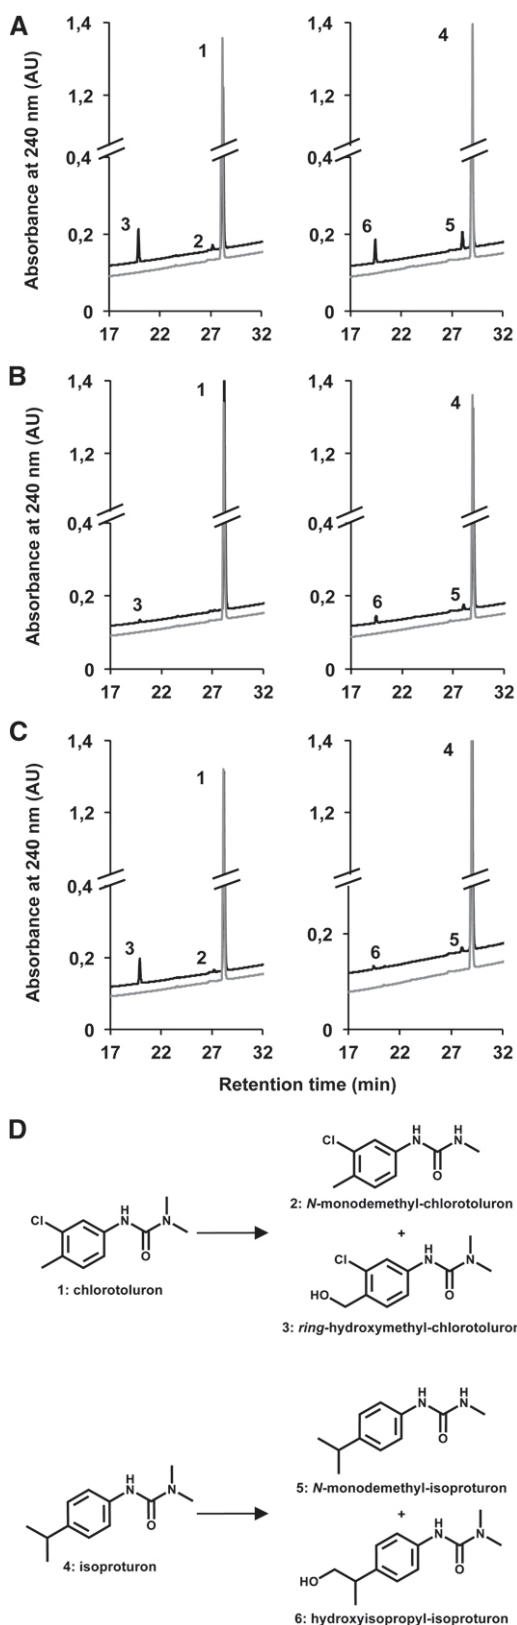 A
Absorbance at 240 nm (AU)
1,4
1,2
0,4
0,2
0
1
2
3
17 22 27 32
1,4
1,2
0,4
0,2
0
4
5
6
17 22 27 32
B
Absorbance at 240 nm (AU)
1,4
1,2
0,4
0,2
0
1
3
17 22 27 32
1,4
1,2
0,4
0,2
0
4
5
6
17 22 27 32
C
Absorbance at 240 nm (AU)
1,4
1,2
0,4
0,2
0
1
2
3
17 22 27 32
1,4
1,2
0,2
0
4
5
6
17 22 27 32
Retention time (min)
D
Cl
H
N
O
N
1: chlorotoluron
Cl
H
N
O
H
N
2: N-monodemethyl-chlorotoluron
+
Cl
HO
H
N
O
N
3: ring-hydroxymethyl-chlorotoluron
H
N
O
N
4: isoproturon
H
N
O
H
N
5: N-monodemethyl-isoproturon
+
HO
H
N
O
N
6: hydroxyisopropyl-isoproturon